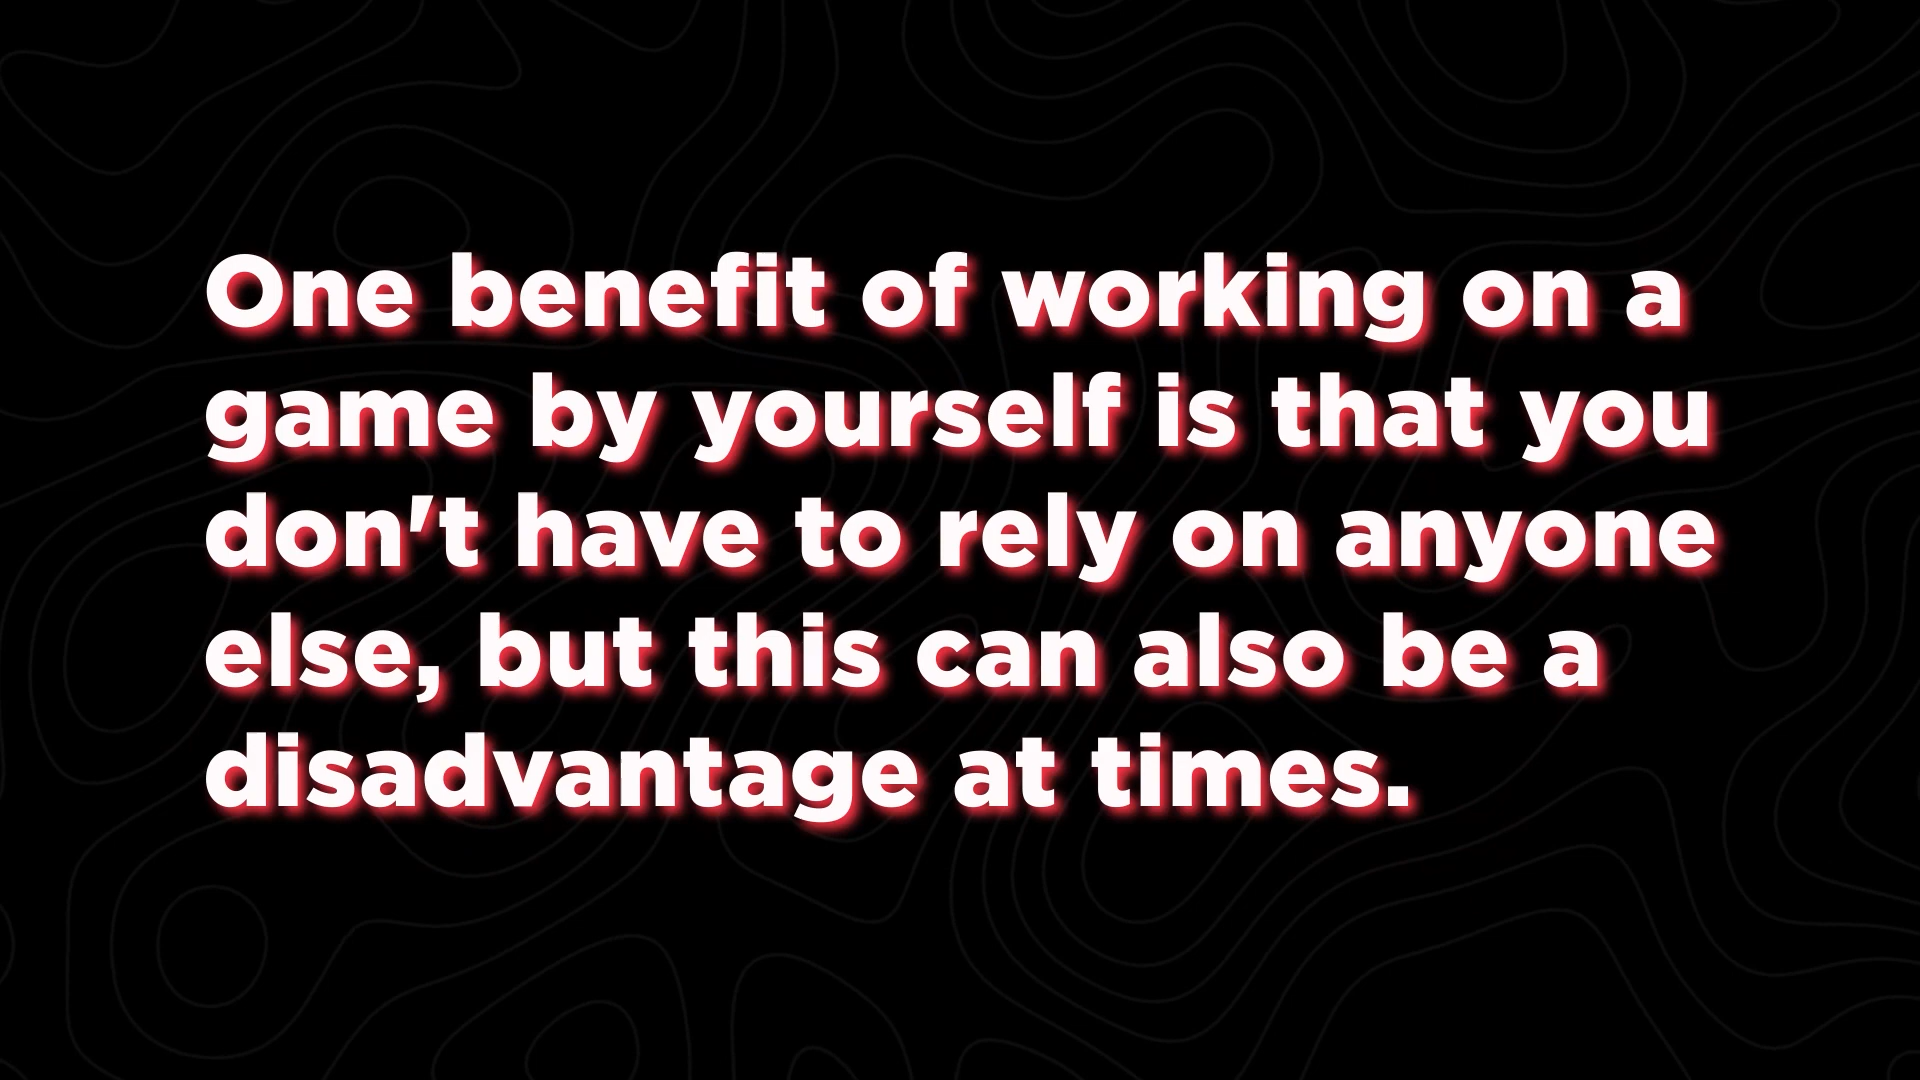 One benefit of working on a
game by yourself is that you
don't have to rely on anyone
else, but this can also be a
disadvantage at times.